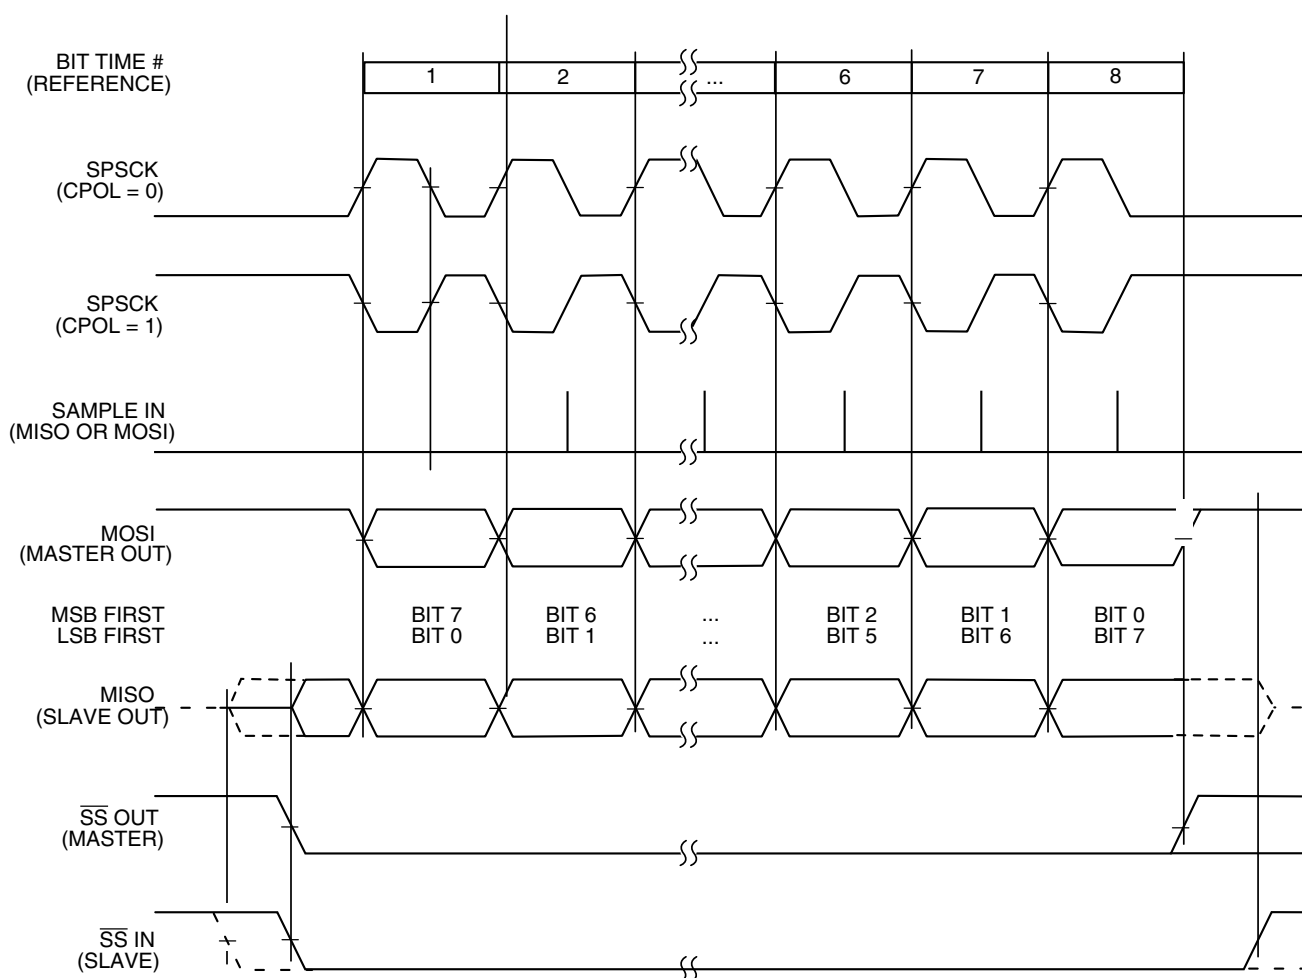 BIT TIME #
(REFERENCE)
1 2 ... 6 7 8
SPSCK
(CPOL = 0)
SPSCK
(CPOL = 1)
SAMPLE IN
(MISO OR MOSI)
MOSI
(MASTER OUT)
MSB FIRST BIT 7 BIT 6 ... BIT 2 BIT 1 BIT 0
LSB FIRST BIT 0 BIT 1 ... BIT 5 BIT 6 BIT 7
MISO
(SLAVE OUT)
S̅S̅ OUT
(MASTER)
S̅S̅ IN
(SLAVE)